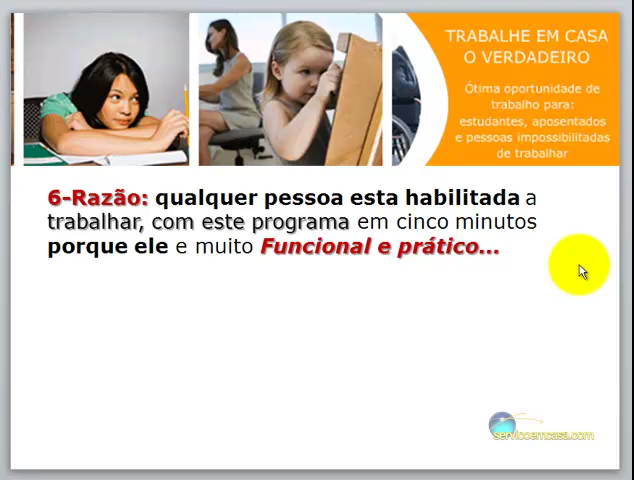 TRABALHE EM CASA
O VERDADEIRO
Ótima oportunidade de
trabalho para:
estudantes, aposentados
e pessoas impossibilitadas
de trabalhar
6-Razão: qualquer pessoa esta habilitada a
trabalhar, com este programa em cinco minutos
porque ele e muito Funcional e prático...
servicoemcasa.com